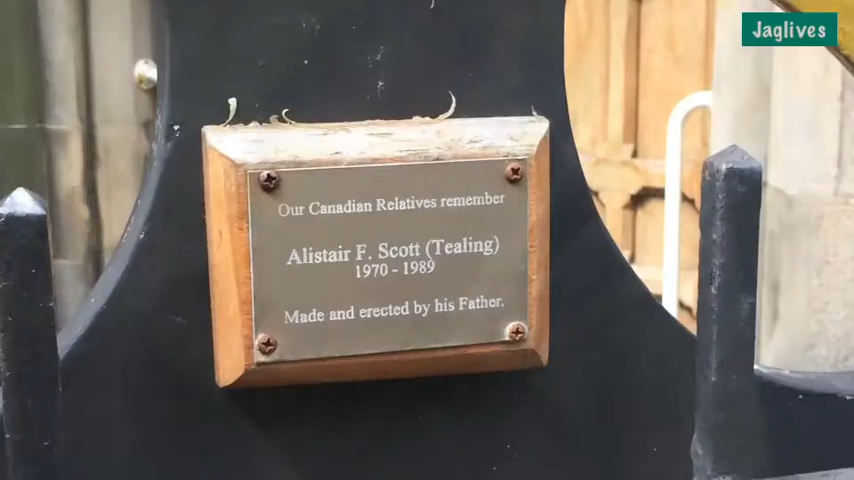 Jaglives
Our Canadian Relatives remember
Alistair F. Scott (Tealing)
1970 - 1989
Made and erected by his Father.